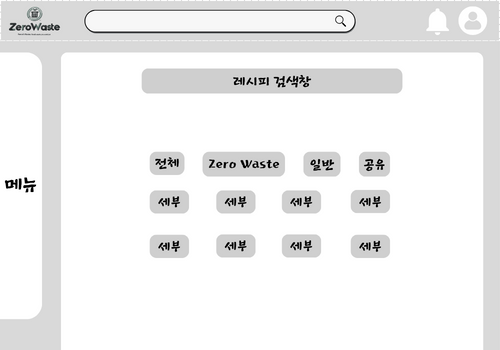 ZeroWaste
레시피 검색창
전체 Zero Waste 일반 공유
메뉴
세부 세부 세부 세부
세부 세부 세부 세부